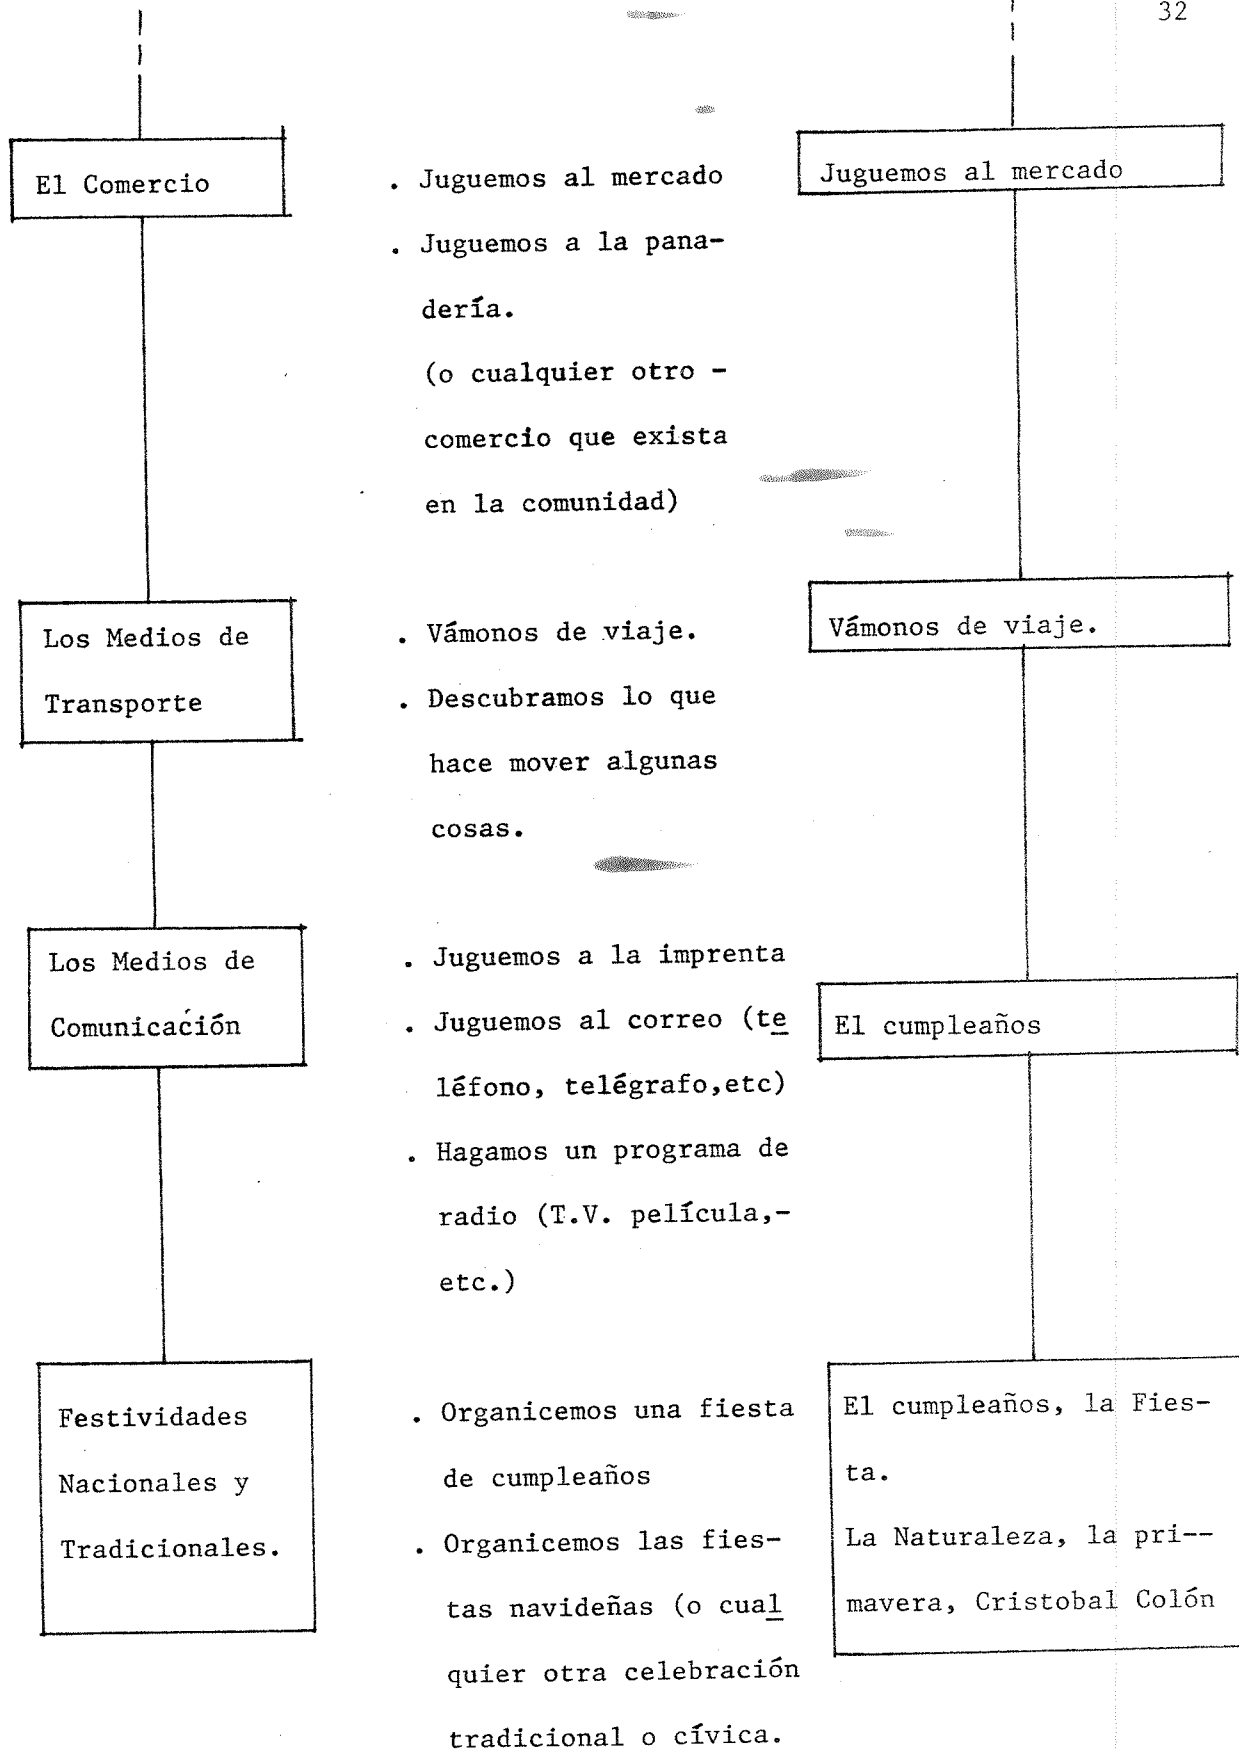 32
El Comercio
. Juguemos al mercado
. Juguemos a la pana-
dería.
(o cualquier otro -
comercio que exista
en la comunidad)
Juguemos al mercado
Los Medios de
Transporte
. Vámonos de viaje.
. Descubramos lo que
hace mover algunas
cosas.
Vámonos de viaje.
Los Medios de
Comunicación
. Juguemos a la imprenta
. Juguemos al correo (te
léfono, telégrafo,etc)
. Hagamos un programa de
radio (T.V. película,-
etc.)
El cumpleaños
Festividades
Nacionales y
Tradicionales.
. Organicemos una fiesta
de cumpleaños
. Organicemos las fies-
tas navideñas (o cual
quier otra celebración
tradicional o cívica.
El cumpleaños, la Fies-
ta.
La Naturaleza, la pri--
mavera, Cristobal Colón